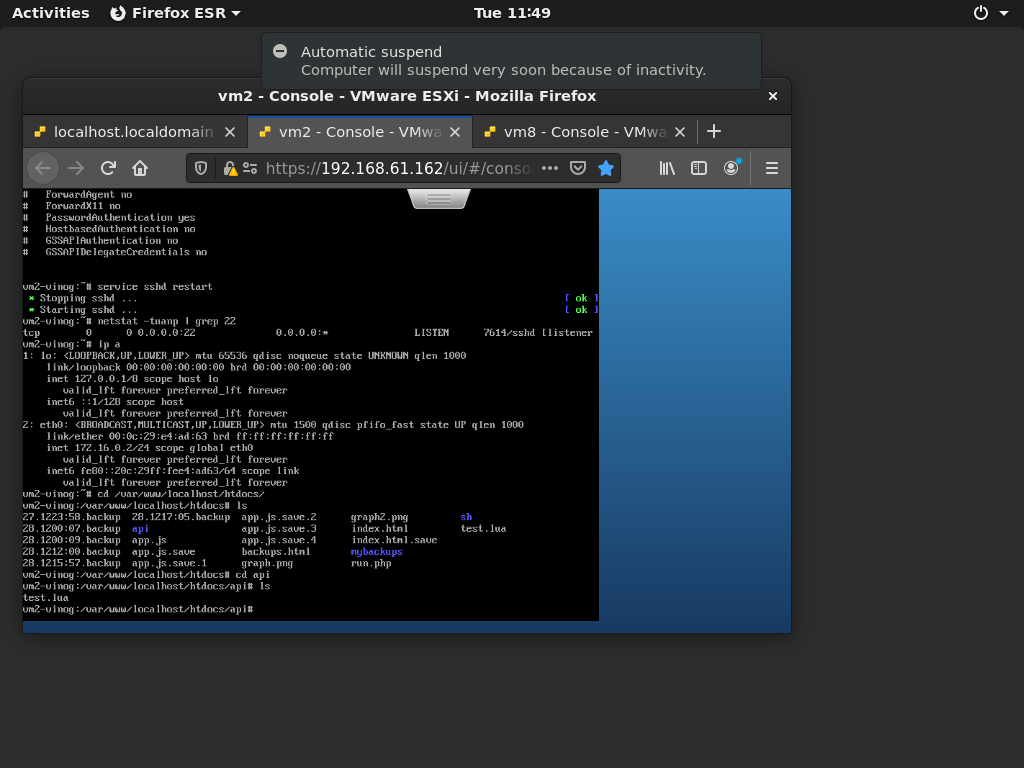 Activities Firefox ESR Tue 11:49
Automatic suspend
Computer will suspend very soon because of inactivity.
vm2 - Console - VMware ESXi - Mozilla Firefox
localhost.localdomain vm2 - Console - VMwa vm8 - Console - VMwa
https://192.168.61.162/ui/#/conso
#   ForwardAgent no
#   ForwardX11 no
#   PasswordAuthentication yes
#   HostbasedAuthentication no
#   GSSAPIAuthentication no
#   GSSAPIDelegateCredentials no
vm2-vinog:~# service sshd restart
* Stopping sshd ... [ ok ]
* Starting sshd ... [ ok ]
vm2-vinog:~# netstat -tuanp | grep 22
tcp        0      0 0.0.0.0:22              0.0.0.0:*               LISTEN      7614/sshd [listener
vm2-vinog:~# ip a
1: lo: <LOOPBACK,UP,LOWER_UP> mtu 65536 qdisc noqueue state UNKNOWN qlen 1000
link/loopback 00:00:00:00:00:00 brd 00:00:00:00:00:00
inet 127.0.0.1/8 scope host lo
valid_lft forever preferred_lft forever
inet6 ::1/128 scope host
valid_lft forever preferred_lft forever
2: eth0: <BROADCAST,MULTICAST,UP,LOWER_UP> mtu 1500 qdisc pfifo_fast state UP qlen 1000
link/ether 00:0c:29:e4:ad:63 brd ff:ff:ff:ff:ff:ff
inet 172.16.0.2/24 scope global eth0
valid_lft forever preferred_lft forever
inet6 fe80::20c:29ff:fee4:ad63/64 scope link
valid_lft forever preferred_lft forever
vm2-vinog:~# cd /var/www/localhost/htdocs/
vm2-vinog:/var/www/localhost/htdocs# ls
27.1223:58.backup  28.1217:05.backup  app.js.save.2      graph2.png         sh
28.1200:07.backup  api                app.js.save.3      index.html         test.lua
28.1200:09.backup  app.js             app.js.save.4      index.html.save
28.1212:00.backup  app.js.save        backups.html       mybackups
28.1215:57.backup  app.js.save.1      graph.png          run.php
vm2-vinog:/var/www/localhost/htdocs# cd api
vm2-vinog:/var/www/localhost/htdocs/api# ls
test.lua
vm2-vinog:/var/www/localhost/htdocs/api#